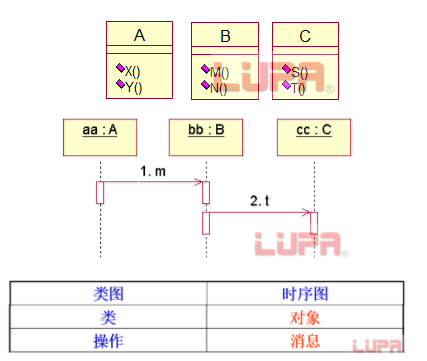 A B C
X() M() S()
Y() N() T()
LUPA®
aa : A bb : B cc : C
1. m
2. t
LUPA®
类图 时序图
类 对象
操作 消息
LUPA®